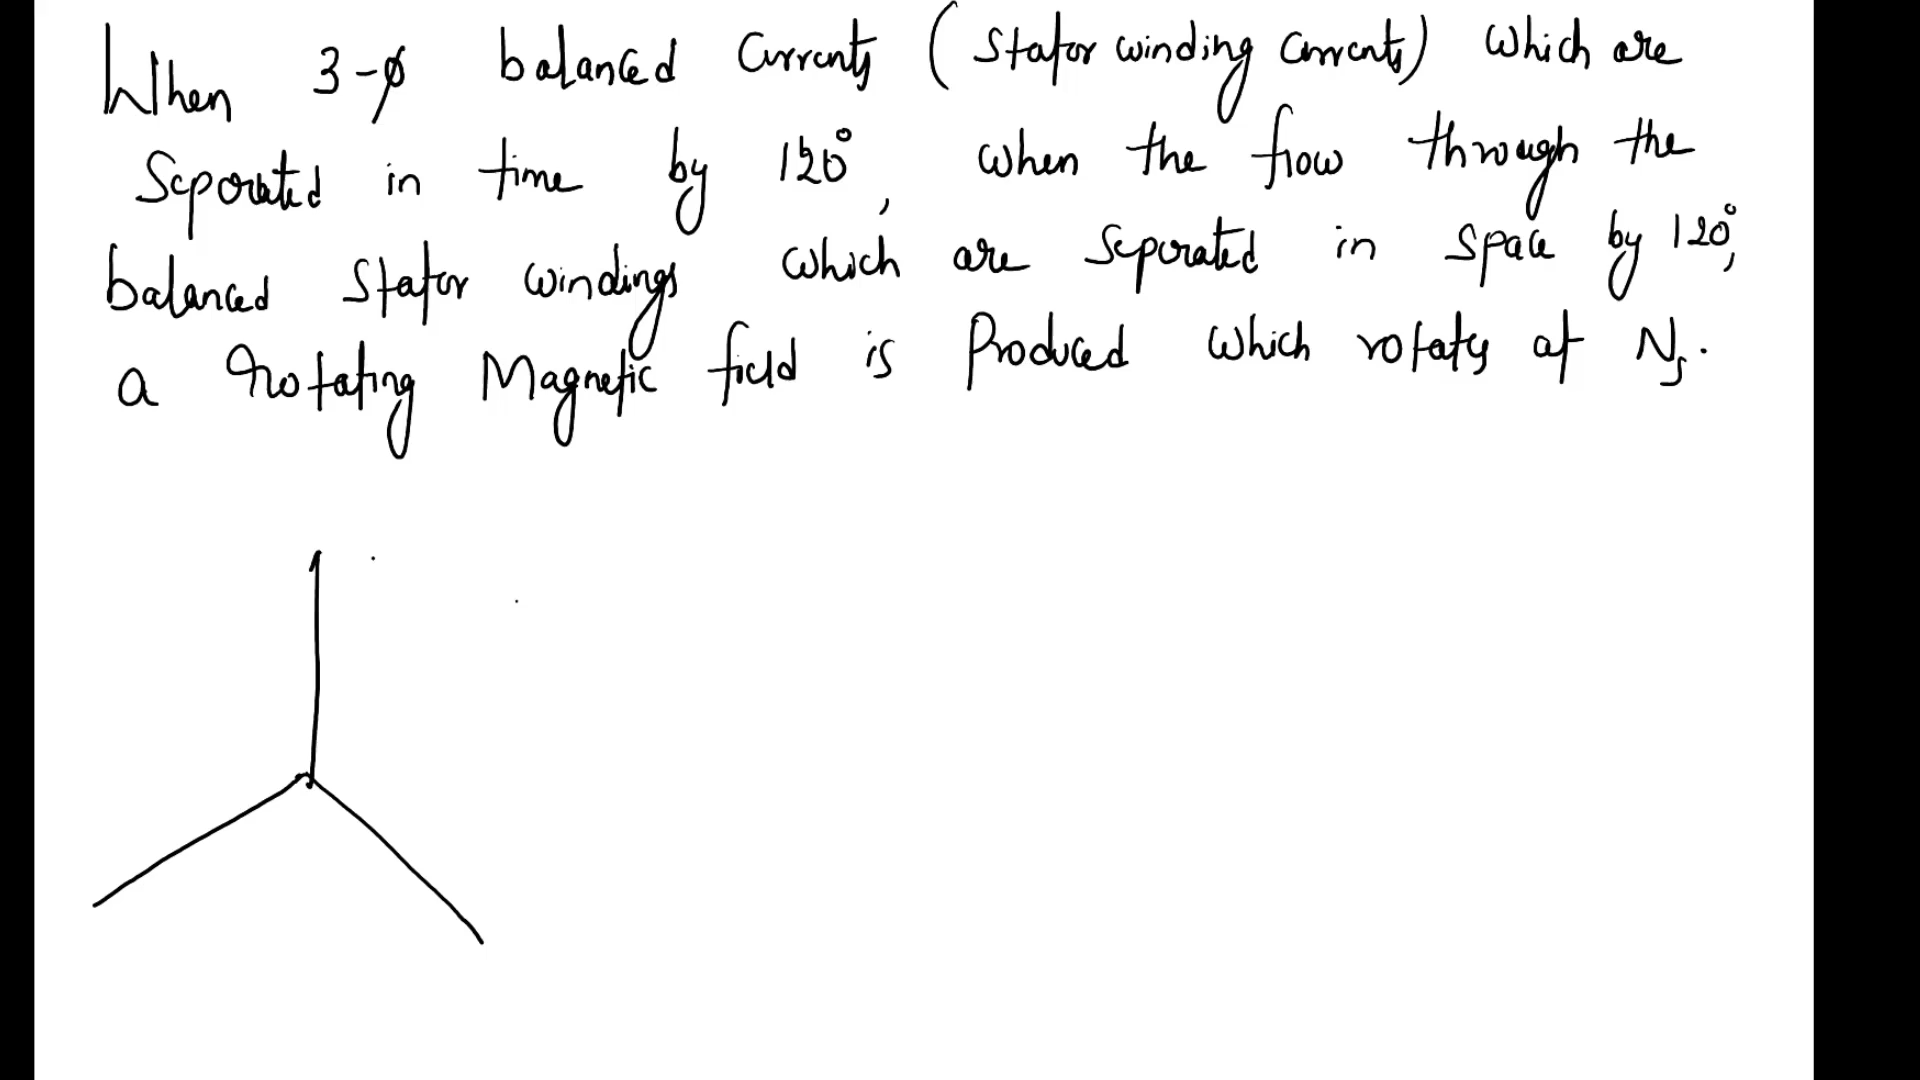 When 3-ϕ balanced Currents (Stator winding Currents) which are
Seperated in time by 120°, when the flow through the
balanced Stator windings which are Seperated in space by 120°,
a rotating Magnetic field is Produced which rotates at Ns.